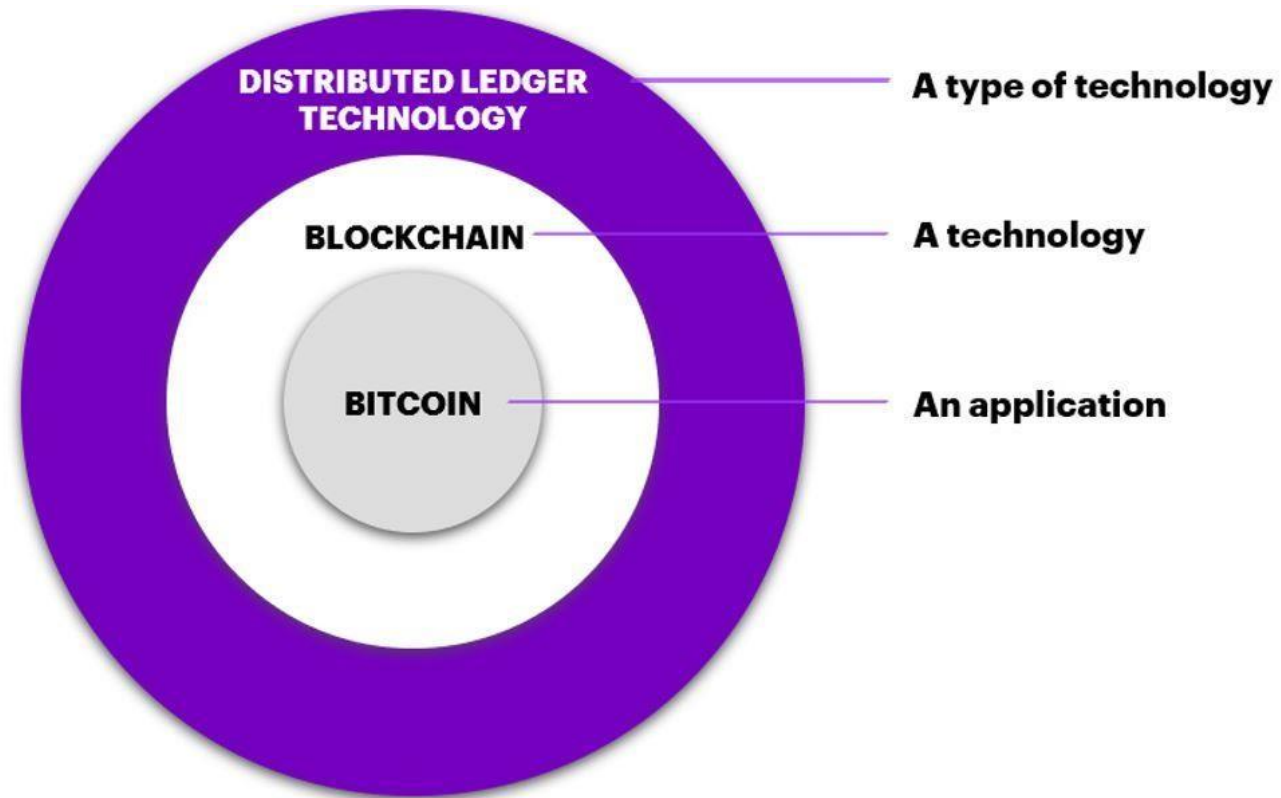 DISTRIBUTED LEDGER
TECHNOLOGY
A type of technology
BLOCKCHAIN
A technology
BITCOIN
An application